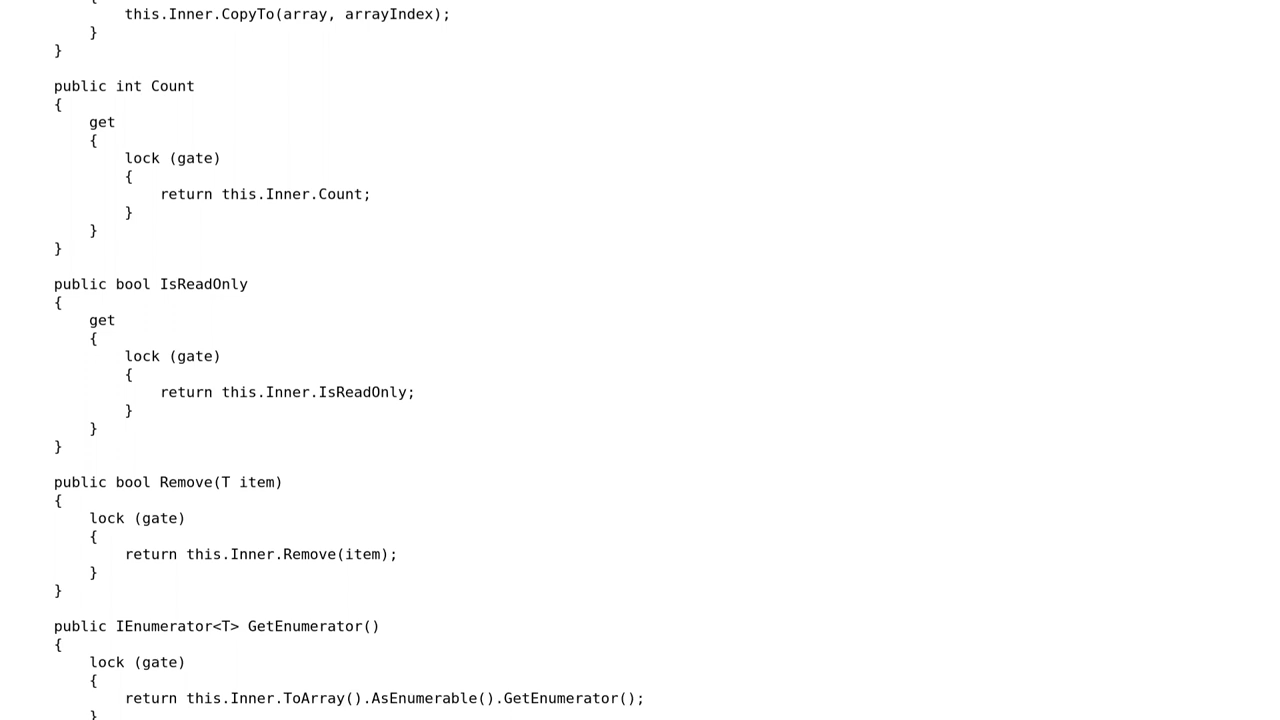 {
            this.Inner.CopyTo(array, arrayIndex);
        }
    }

    public int Count
    {
        get
        {
            lock (gate)
            {
                return this.Inner.Count;
            }
        }
    }

    public bool IsReadOnly
    {
        get
        {
            lock (gate)
            {
                return this.Inner.IsReadOnly;
            }
        }
    }

    public bool Remove(T item)
    {
        lock (gate)
        {
            return this.Inner.Remove(item);
        }
    }

    public IEnumerator<T> GetEnumerator()
    {
        lock (gate)
        {
            return this.Inner.ToArray().AsEnumerable().GetEnumerator();
        }